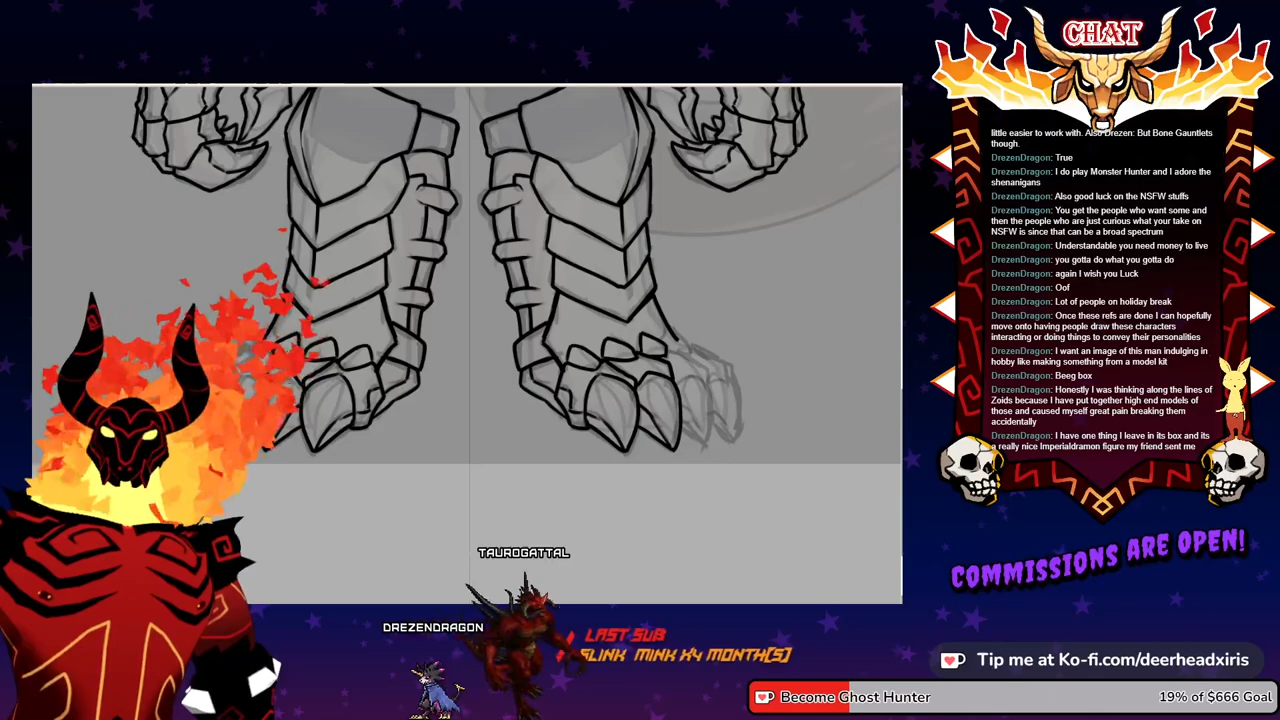 CHAT
little easier to work with. Also Drezen: But Bone Gauntlets
though.
DrezenDragon: True
DrezenDragon: I do play Monster Hunter and I adore the
shenanigans
DrezenDragon: Also good luck on the NSFW stuffs
DrezenDragon: You get the people who want some and
then the people who are just curious what your take on
NSFW is since that can be a broad spectrum
DrezenDragon: Understandable you need money to live
DrezenDragon: you gotta do what you gotta do
DrezenDragon: again I wish you Luck
DrezenDragon: Oof
DrezenDragon: Lot of people on holiday break
DrezenDragon: Once these refs are done I can hopefully
move onto having people draw these characters
interacting or doing things to convey their personalities
DrezenDragon: I want an image of this man indulging in
hobby like making something from a model kit
DrezenDragon: Beeg box
DrezenDragon: Honestly I was thinking along the lines of
Zoids because I have put together high end models of
those and caused myself great pain breaking them
accidentally
DrezenDragon: I have one thing I leave in its box and its
a really nice Imperialdramon figure my friend sent me
COMMISSIONS ARE OPEN!
TAUROGATTAL
DREZENDRAGON
LAST SUB
SLINK_MINK X4 MONTH(S)
Tip me at Ko-fi.com/deerheadxiris
Become Ghost Hunter
19% of $666 Goal